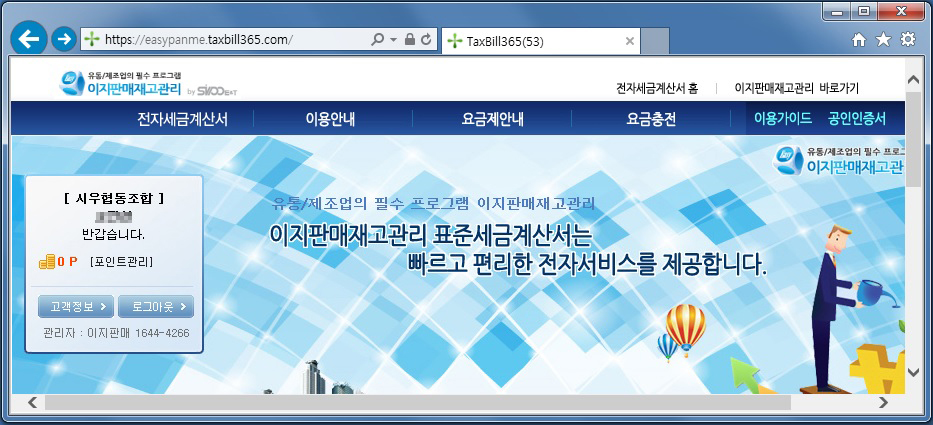 https://easypanme.taxbill365.com/
TaxBill365(53)
유통/제조업의 필수 프로그램
이지판매재고관리 by SIWOO E&T
전자세금계산서 홈 | 이지판매재고관리 바로가기
전자세금계산서 이용안내 요금제안내 요금충전 이용가이드 공인인증서
유통/제조업의 필수 프로그
이지판매재고관
[ 시우협동조합 ]
반갑습니다.
0 P [포인트관리]
고객정보 > 로그아웃 >
관리자 : 이지판매 1644-4266
유통/제조업의 필수 프로그램 이지판매재고관리
이지판매재고관리 표준세금계산서는
빠르고 편리한 전자서비스를 제공합니다.